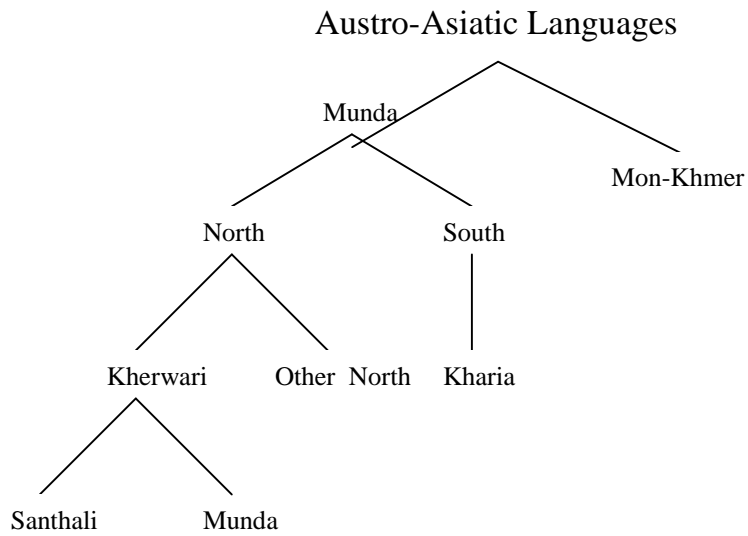 Austro-Asiatic Languages
Munda
Mon-Khmer
North South
Kherwari Other North Kharia
Santhali Munda